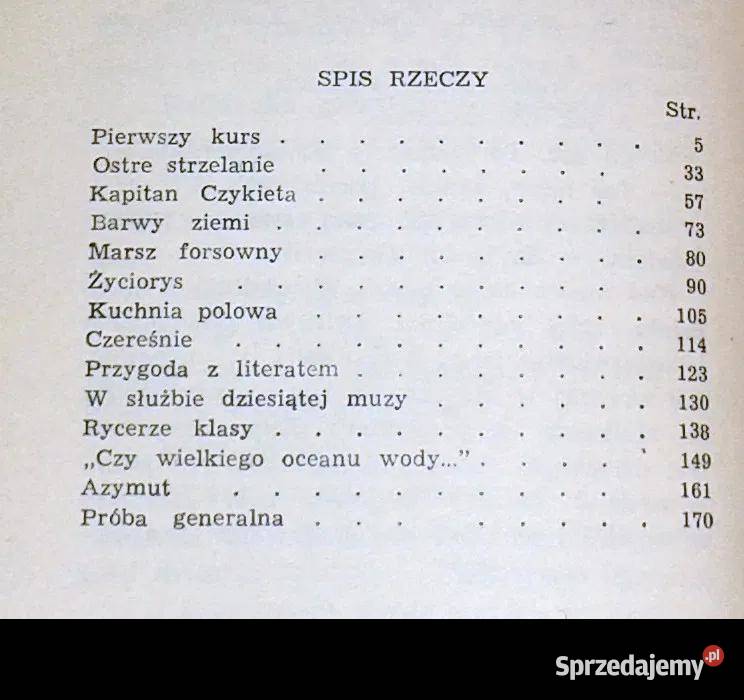 SPIS RZECZY
Str.
Pierwszy kurs . . . . . . . . . . 5
Ostre strzelanie . . . . . . . . 33
Kapitan Czykieta . . . . . . . . 57
Barwy ziemi . . . . . . . . . . 73
Marsz forsowny . . . . . . . . . 80
Życiorys . . . . . . . . . . 90
Kuchnia polowa . . . . . . . . . 105
Czereśnie . . . . . . . . . . 114
Przygoda z literatem . . . . . . . 123
W służbie dziesiątej muzy . . . . . 130
Rycerze klasy . . . . . . . . . . 138
„Czy wielkiego oceanu wody...” . . . . 149
Azymut . . . . . . . . . . 161
Próba generalna . . . . . . . . . 170
Sprzedajemy.pl